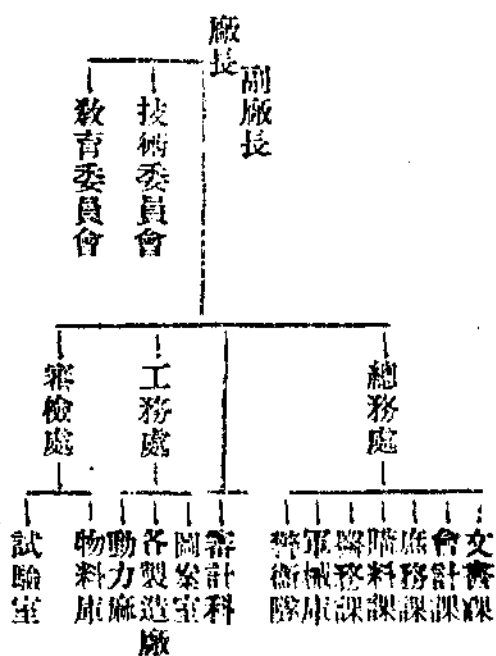 廠長
副廠長
技術委員會
教育委員會
總務處
工務處
審檢處
文書課
會計課
庶務課
購料課
醫務課
軍械庫
警衛隊
審計科
圖案室
各製造廠
動力廠
物料庫
試驗室